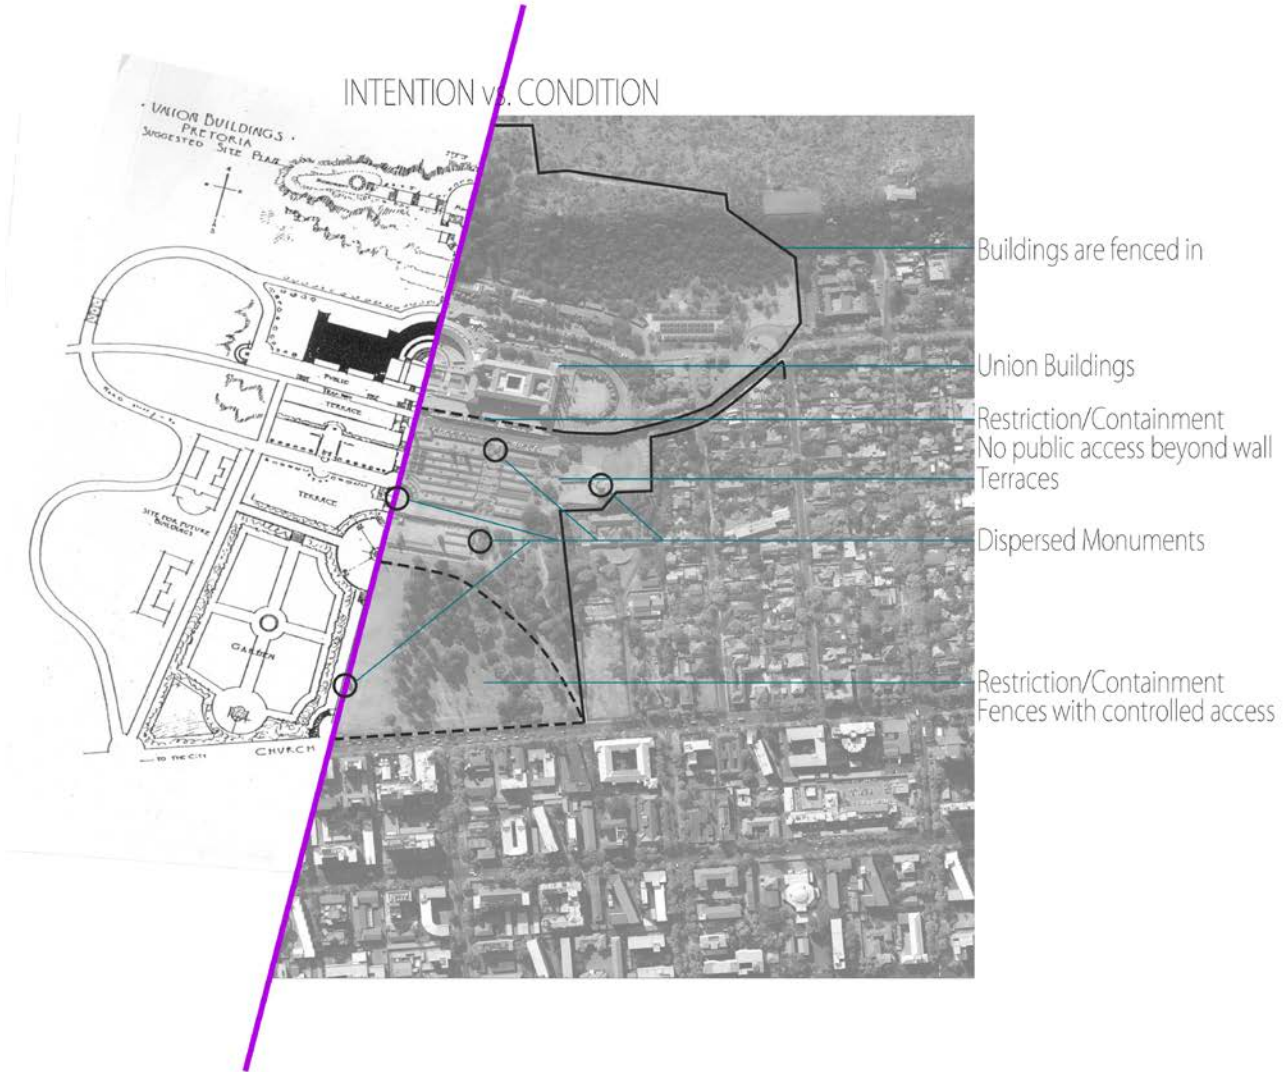 INTENTION vs. CONDITION
· UNION BUILDINGS ·
PRETORIA
SUGGESTED SITE PLAN
PUBLIC
TERRACE
TERRACE
SITE FOR FUTURE
BUILDINGS
GARDEN
CHURCH
TO THE CITY
Buildings are fenced in
Union Buildings
Restriction/Containment
No public access beyond wall
Terraces
Dispersed Monuments
Restriction/Containment
Fences with controlled access